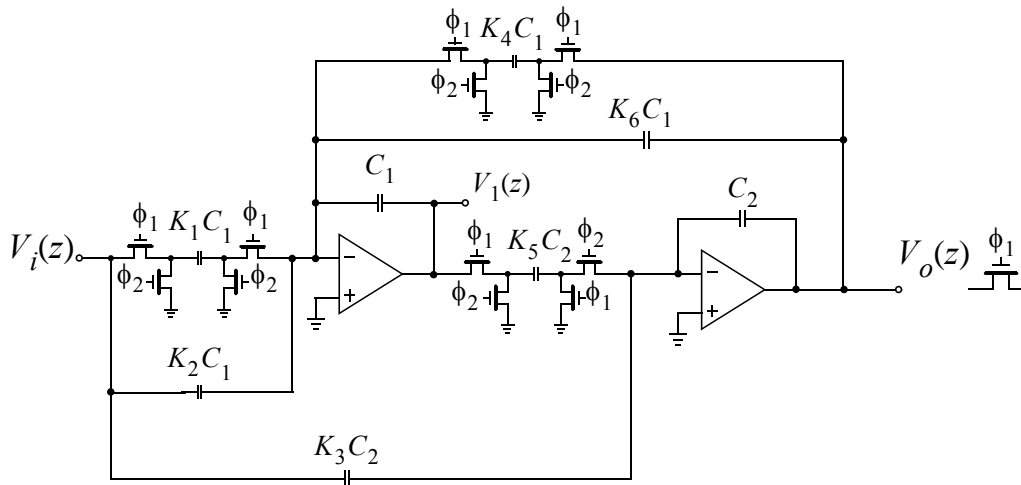 ϕ1 K4C1 ϕ1
ϕ2 ϕ2
K6C1
C1 V1(z)
C2
Vi(z) ϕ1 K1C1 ϕ1
ϕ2 ϕ2
ϕ1 K5C2 ϕ2
ϕ2 ϕ1
− +
− +
Vo(z) ϕ1
K2C1
K3C2